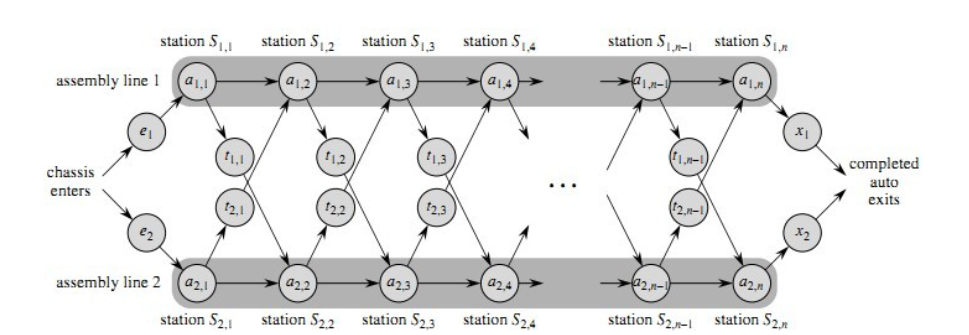 station S1,1 station S1,2 station S1,3 station S1,4 station S1,n−1 station S1,n
assembly line 1 a1,1 a1,2 a1,3 a1,4 a1,n−1 a1,n
e1 x1
t1,1 t1,2 t1,3 t1,n−1
chassis
enters
...
completed
auto
exits
t2,1 t2,2 t2,3 t2,n−1
e2 x2
assembly line 2 a2,1 a2,2 a2,3 a2,4 a2,n−1 a2,n
station S2,1 station S2,2 station S2,3 station S2,4 station S2,n−1 station S2,n